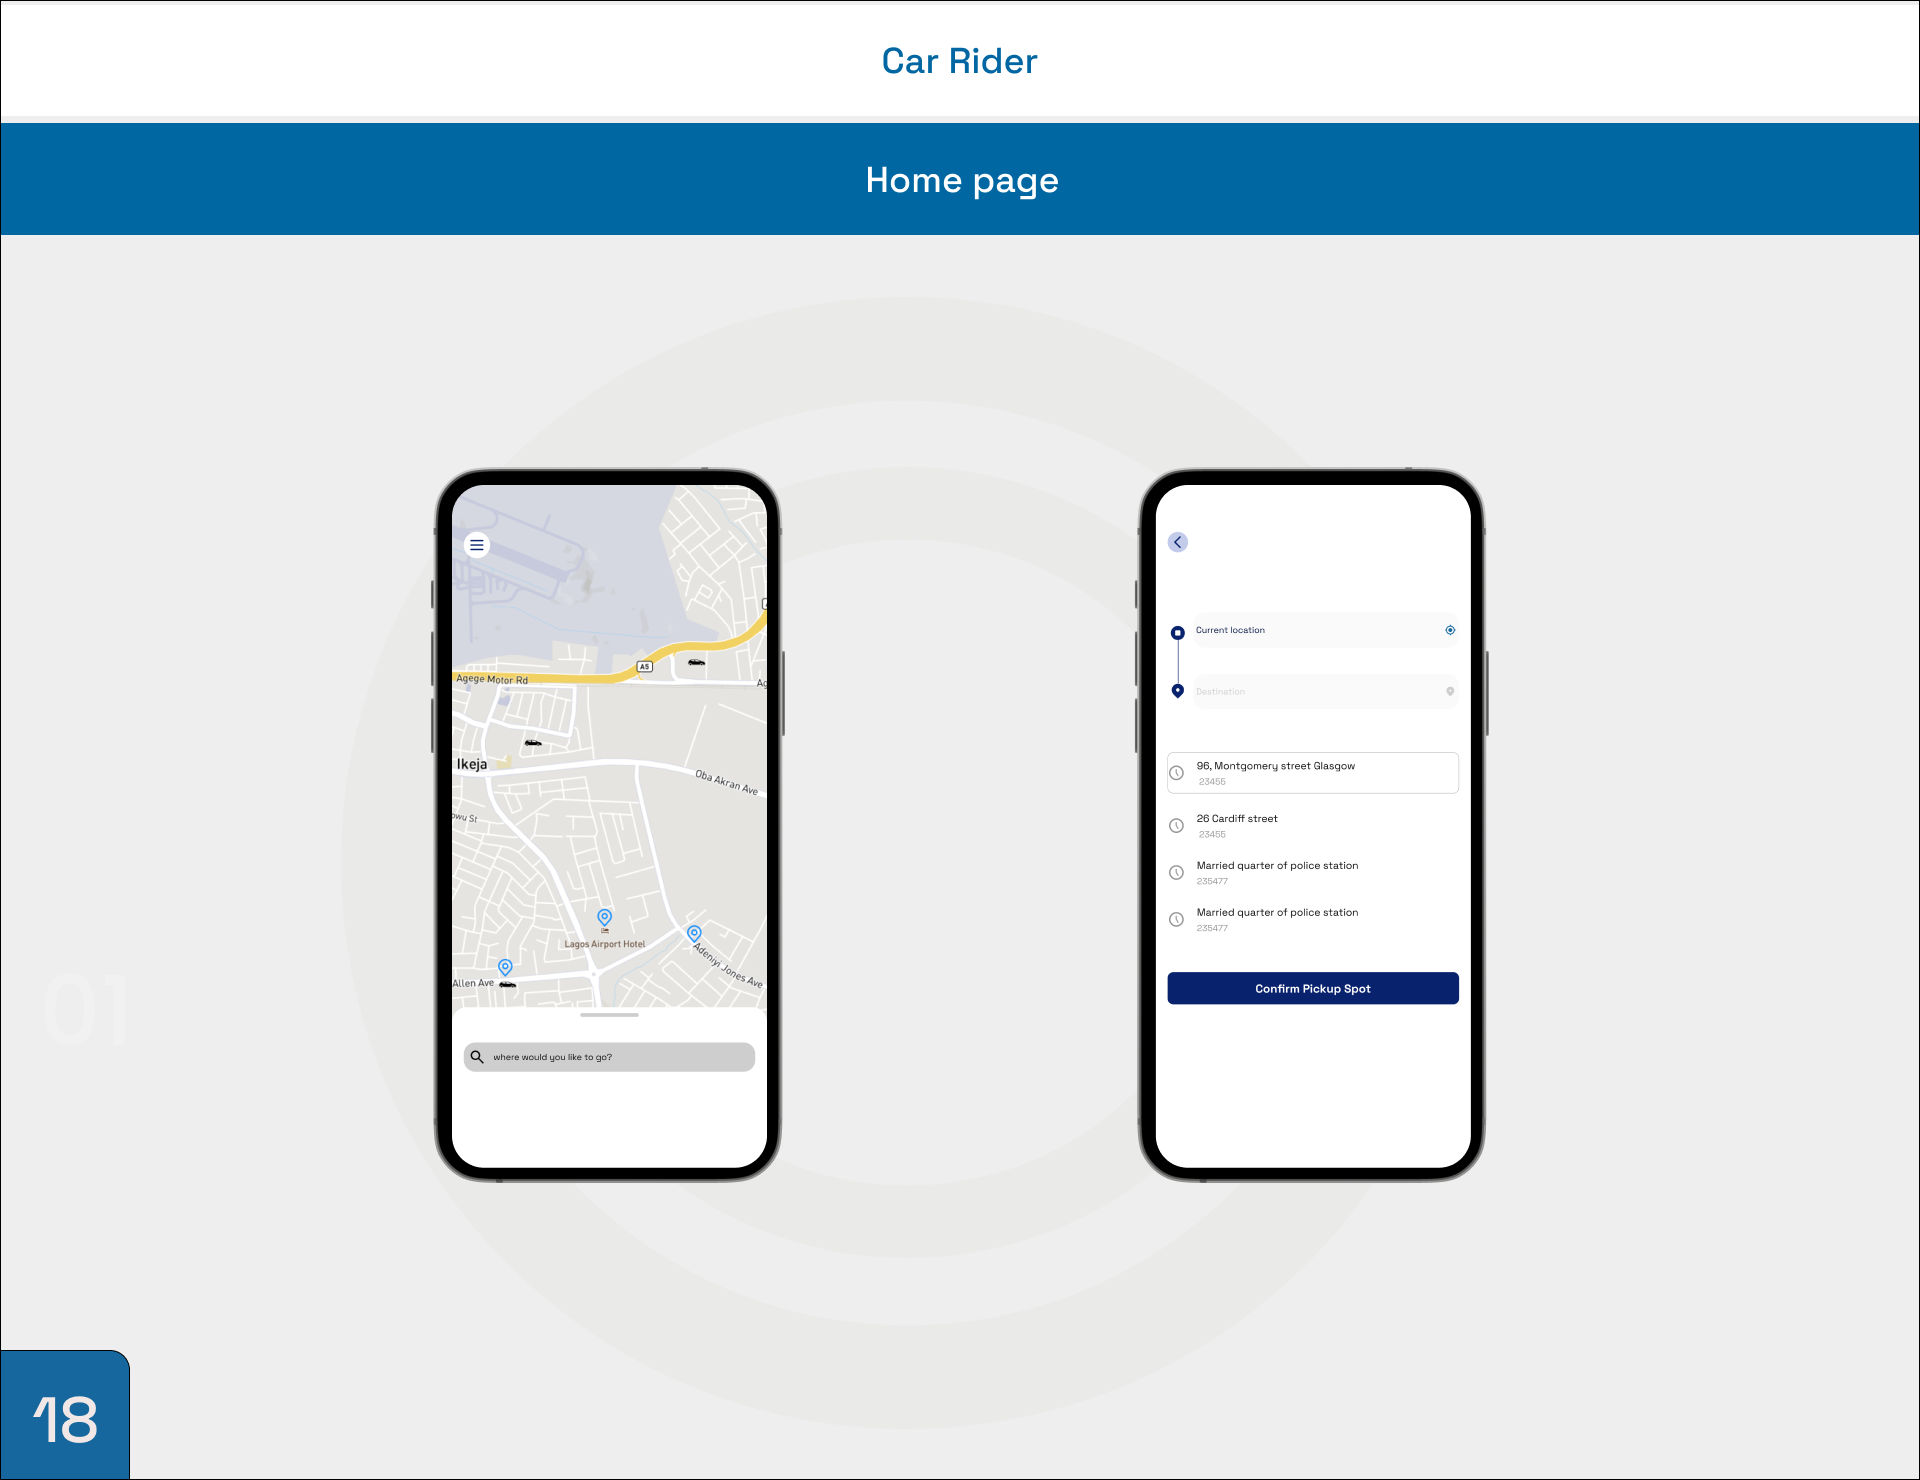 Car Rider
Home page
A5
Agege Motor Rd
Ag
Ikeja
Oba Akran Ave
owu St
Lagos Airport Hotel
Adeniyi Jones Ave
Allen Ave
where would you like to go?
Current location
Destination
96, Montgomery street Glasgow
23455
26 Cardiff street
23455
Married quarter of police station
235477
Married quarter of police station
235477
Confirm Pickup Spot
01
18